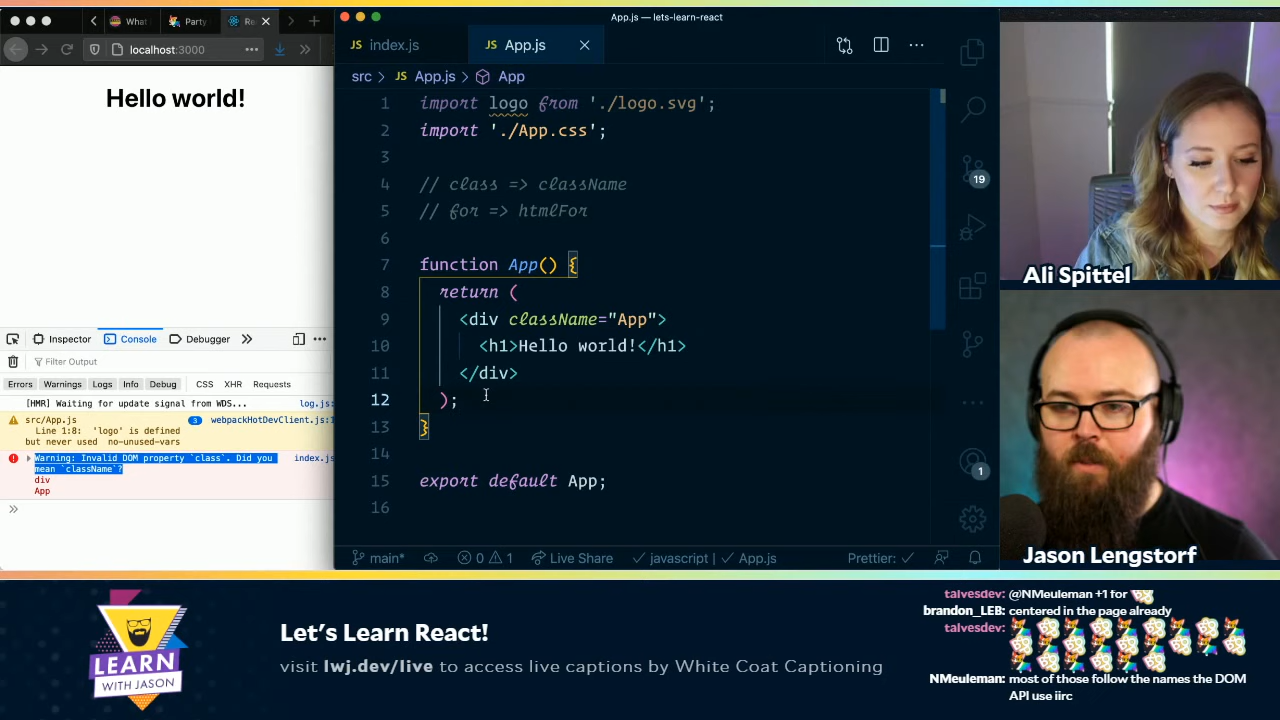 What I
Party
Re
localhost:3000
Hello world!
Inspector
Console
Debugger
Filter Output
Errors
Warnings
Logs
Info
Debug
CSS
XHR
Requests
[HMR] Waiting for update signal from WDS...
log.js:
src/App.js
3
webpackHotDevClient.js:1
Line 1:8: 'logo' is defined
but never used no-unused-vars
Warning: Invalid DOM property `class`. Did you
index.js
mean `className`?
div
App
App.js — lets-learn-react
JS index.js
JS App.js
src > JS App.js > App
1 import logo from './logo.svg';
2 import './App.css';
3
4 // class => className
5 // for => htmlFor
6
7 function App() {
8 return (
9 <div className="App">
10 <h1>Hello world!</h1>
11 </div>
12 );
13 }
14
15 export default App;
16
19
1
main*
0
1
Live Share
javascript |
App.js
Prettier:
Ali Spittel
Jason Lengstorf
LEARN
WITH JASON
Let's Learn React!
visit lwj.dev/live to access live captions by White Coat Captioning
talvesdev: @NMeuleman +1 for
brandon_LEB: centered in the page already
talvesdev:
NMeuleman: most of those follow the names the DOM
API use iirc